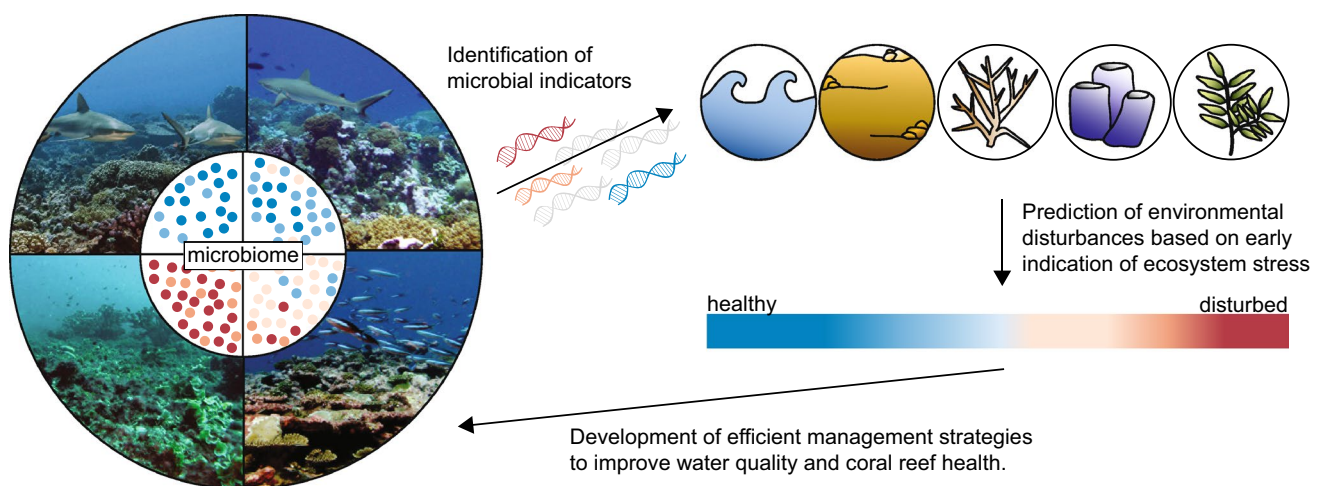 Identification of
microbial indicators
microbiome
Prediction of environmental
disturbances based on early
indication of ecosystem stress
healthy
disturbed
Development of efficient management strategies
to improve water quality and coral reef health.